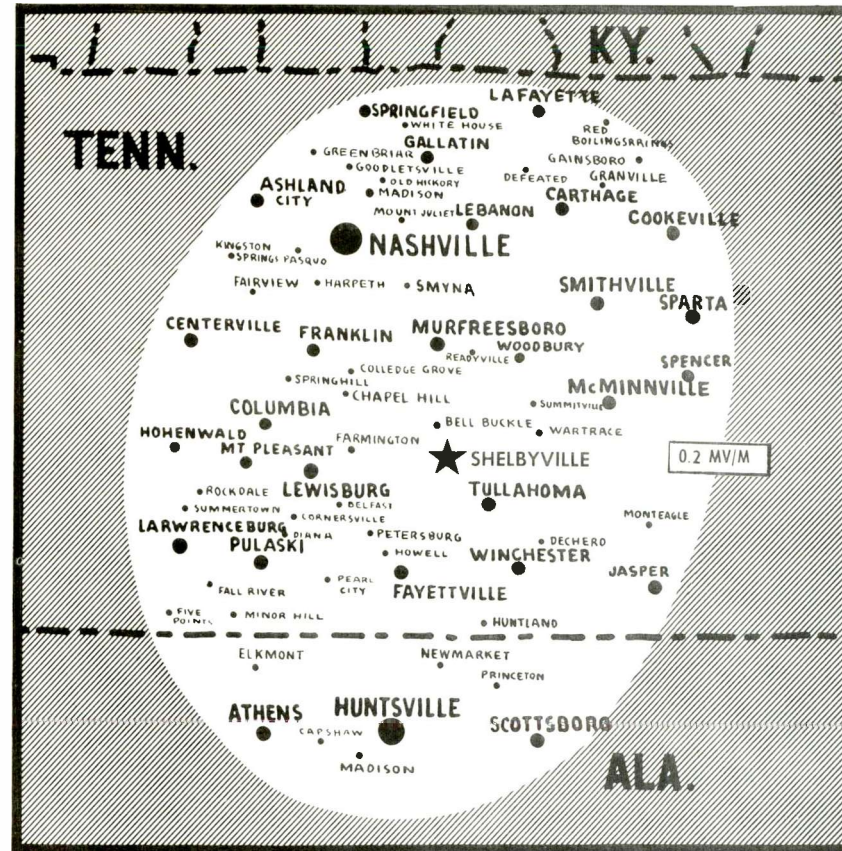 KY.
TENN.
LAFAYETTE
SPRINGFIELD
WHITE HOUSE
RED
BOILINGSPRINGS
GALLATIN
GREENBRIAR
GAINSBORO
GOODLETSVILLE
DEFEATED
GRANVILLE
OLD HICKORY
ASHLAND
CITY
MADISON
CARTHAGE
MOUNT JULIET
LEBANON
COOKEVILLE
NASHVILLE
KINGSTON
SPRINGS
PASQUO
FAIRVIEW
HARPETH
SMYNA
SMITHVILLE
SPARTA
CENTERVILLE
FRANKLIN
MURFREESBORO
WOODBURY
READYVILLE
SPENCER
COLLEDGE GROVE
SPRINGHILL
McMINNVILLE
CHAPEL HILL
SUMMITVILLE
COLUMBIA
BELL BUCKLE
WARTRACE
HOHENWALD
FARMINGTON
MT PLEASANT
SHELBYVILLE
0.2 MV/M
ROCKDALE
LEWISBURG
TULLAHOMA
BELFAST
SUMMERTOWN
CORNERSVILLE
MONTEAGLE
LARWRENCEBURG
DIANA
PETERSBURG
DECHERD
PULASKI
HOWELL
WINCHESTER
JASPER
FALL RIVER
PEARL
CITY
FAYETTVILLE
FIVE
POINTS
MINOR HILL
HUNTLAND
ELKMONT
NEWMARKET
PRINCETON
ATHENS
HUNTSVILLE
SCOTTSBORO
CAPSHAW
MADISON
ALA.